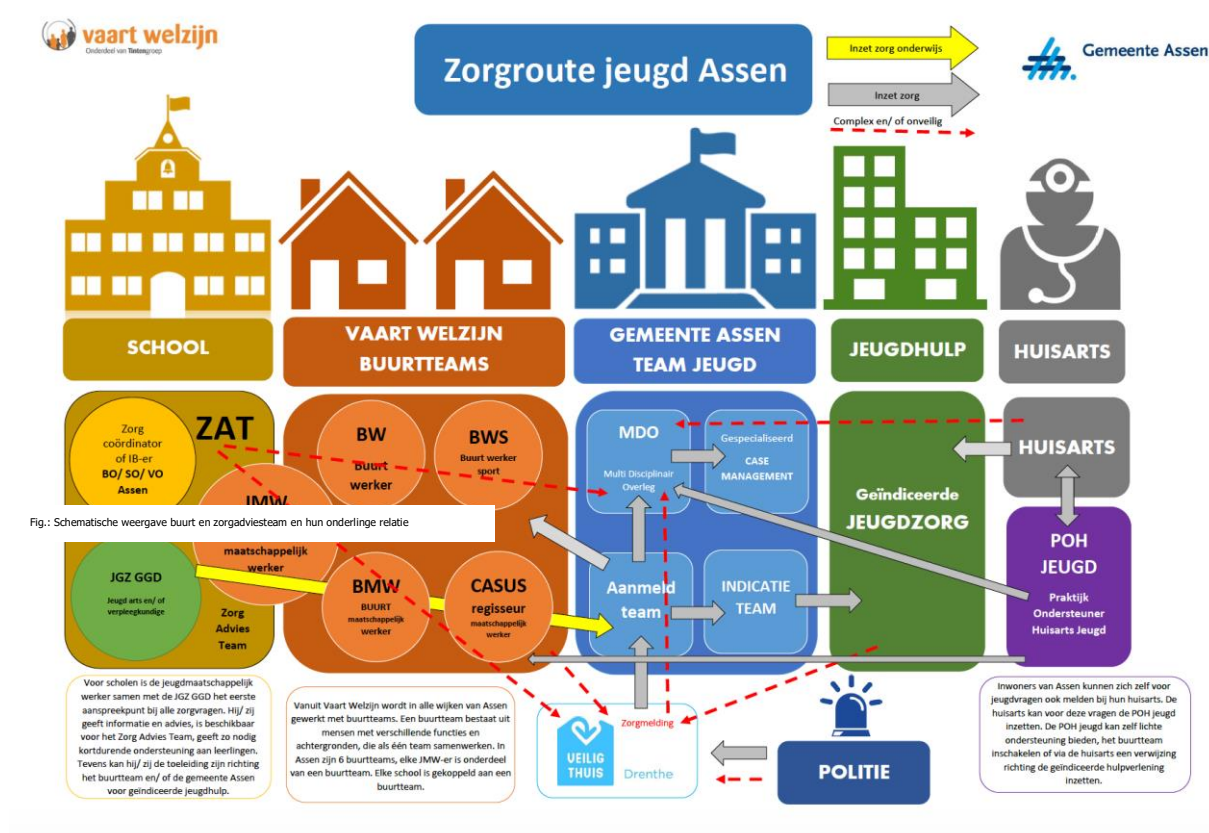 vaart welzijn
Onderdeel van Tintengroep
Zorgroute jeugd Assen
Inzet zorg onderwijs
Inzet zorg
Complex en/ of onveilig
Gemeente Assen
SCHOOL
VAART WELZIJN
BUURTTEAMS
GEMEENTE ASSEN
TEAM JEUGD
JEUGDHULP
HUISARTS
Zorg
coördinator
of IB-er
BO/ SO/ VO
Assen
ZAT
JMW
maatschappelijk
werker
JGZ GGD
Jeugd arts en/ of
verpleegkundige
Zorg
Advies
Team
Fig.: Schematische weergave buurt en zorgadviesteam en hun onderlinge relatie
BW
Buurt
werker
BWS
Buurt werker
sport
BMW
BUURT
maatschappelijk
werker
CASUS
regisseur
maatschappelijk
werker
MDO
Multi Disciplinair
Overleg
Gespecialiseerd
CASE
MANAGEMENT
Aanmeld
team
INDICATIE
TEAM
Geïndiceerde
JEUGDZORG
HUISARTS
POH
JEUGD
Praktijk
Ondersteuner
Huisarts Jeugd
Voor scholen is de jeugdmaatschappelijk
werker samen met de JGZ GGD het eerste
aanspreekpunt bij alle zorgvragen. Hij/ zij
geeft informatie en advies, is beschikbaar
voor het Zorg Advies Team, geeft zo nodig
kortdurende ondersteuning aan leerlingen.
Tevens kan hij/ zij de toeleiding zijn richting
het buurtteam en/ of de gemeente Assen
voor geïndiceerde jeugdhulp.
Vanuit Vaart Welzijn wordt in alle wijken van Assen
gewerkt met buurtteams. Een buurtteam bestaat uit
mensen met verschillende functies en
achtergronden, die als één team samenwerken. In
Assen zijn 6 buurtteams, elke JMW-er is onderdeel
van een buurtteam. Elke school is gekoppeld aan een
buurtteam.
Zorgmelding
VEILIG
THUIS
Drenthe
POLITIE
Inwoners van Assen kunnen zich zelf voor
jeugdvragen ook melden bij hun huisarts. De
huisarts kan voor deze vragen de POH jeugd
inzetten. De POH jeugd kan zelf lichte
ondersteuning bieden, het buurtteam
inschakelen of via de huisarts een verwijzing
richting de geïndiceerde hulpverlening
inzetten.